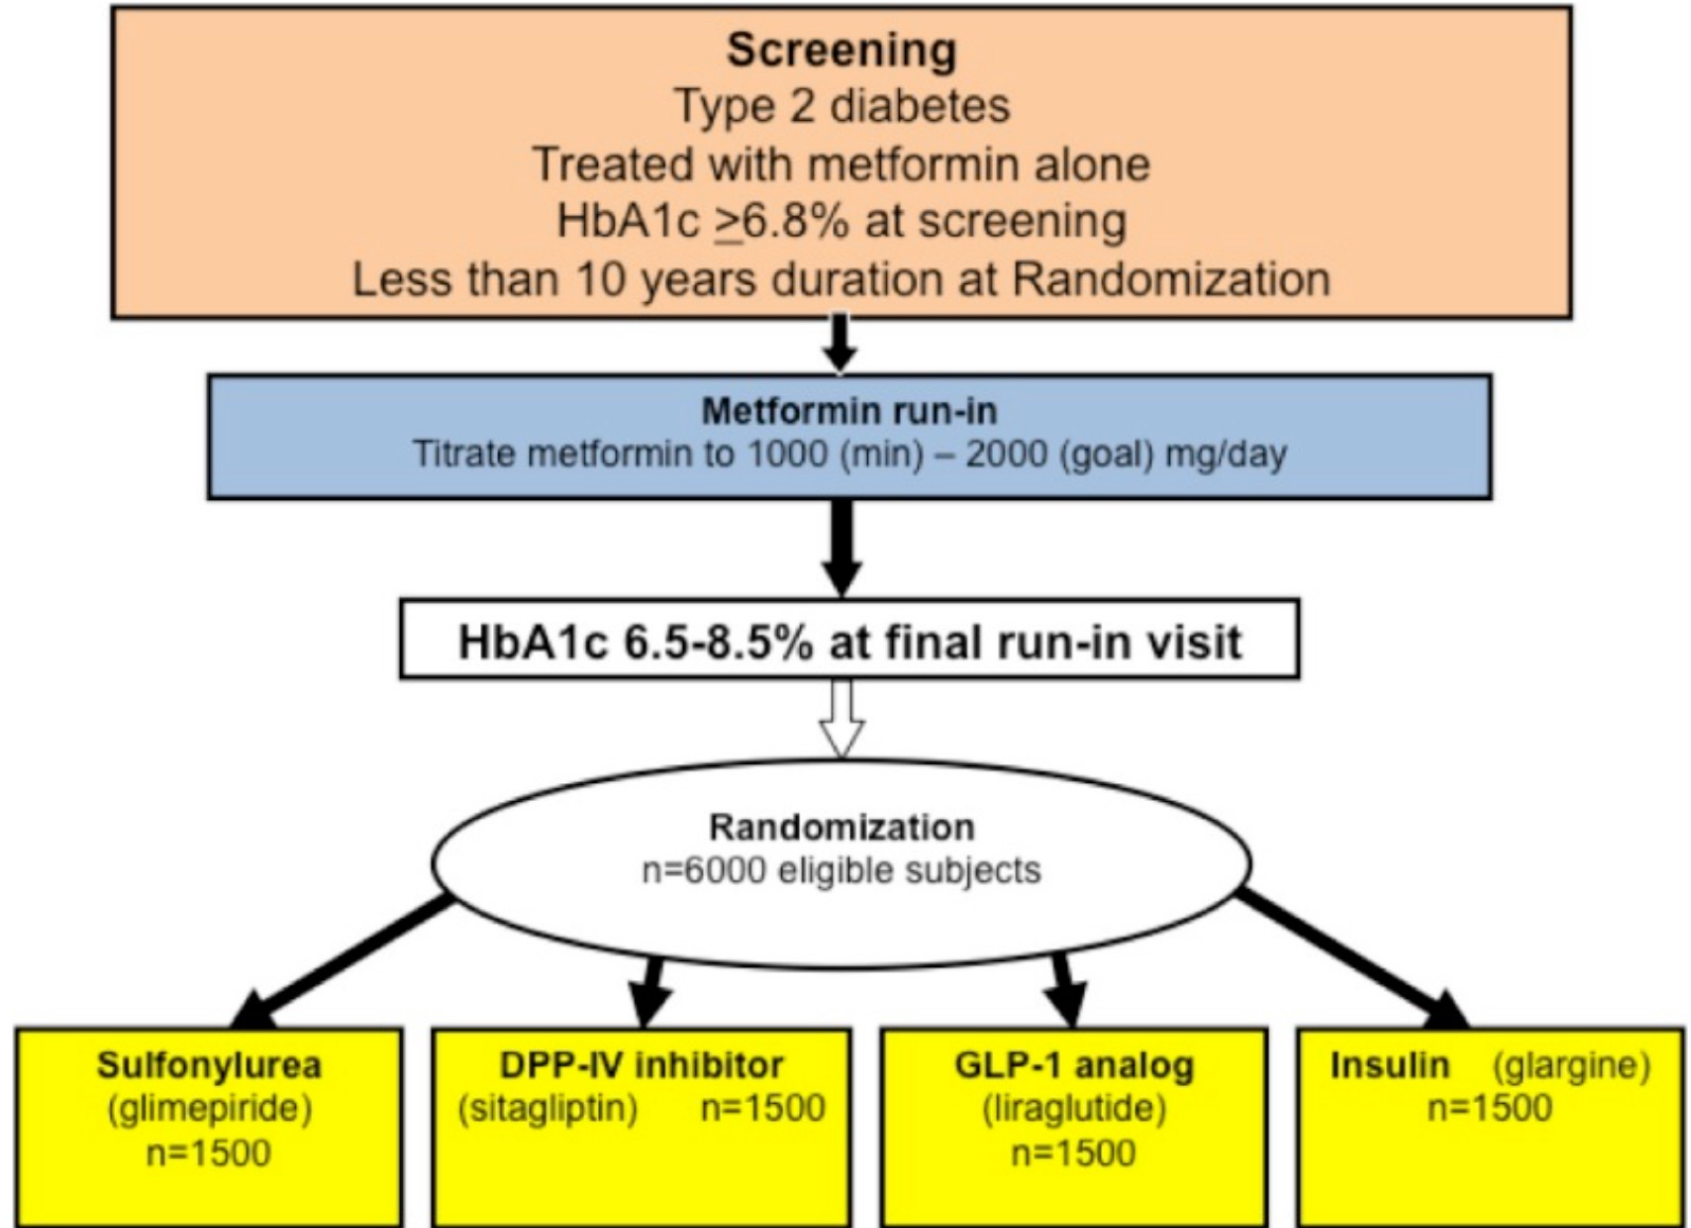 Screening
Type 2 diabetes
Treated with metformin alone
HbA1c ≥6.8% at screening
Less than 10 years duration at Randomization
Metformin run-in
Titrate metformin to 1000 (min) – 2000 (goal) mg/day
HbA1c 6.5-8.5% at final run-in visit
Randomization
n=6000 eligible subjects
Sulfonylurea
(glimepiride)
n=1500
DPP-IV inhibitor
(sitagliptin) n=1500
GLP-1 analog
(liraglutide)
n=1500
Insulin (glargine)
n=1500